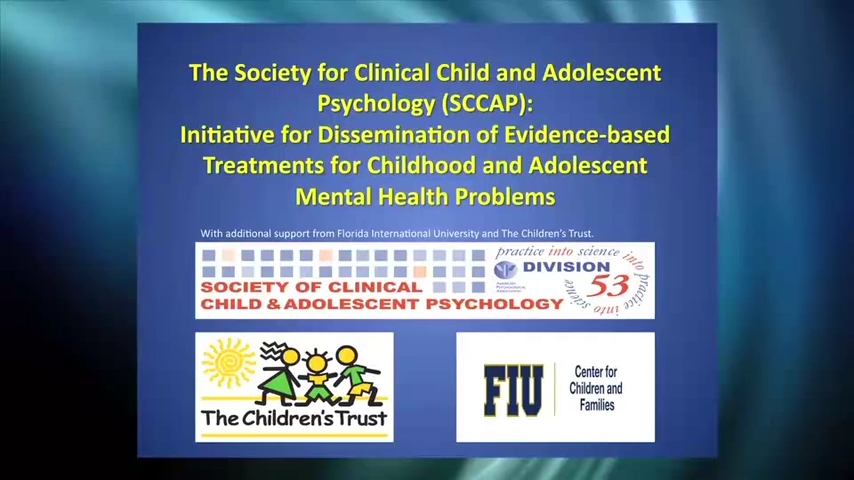 The Society for Clinical Child and Adolescent
Psychology (SCCAP):
Initiative for Dissemination of Evidence-based
Treatments for Childhood and Adolescent
Mental Health Problems
With additional support from Florida International University and The Children's Trust.
practice into science into practice into science
DIVISION
53
AMERICAN
PSYCHOLOGICAL
ASSOCIATION
SOCIETY OF CLINICAL
CHILD & ADOLESCENT PSYCHOLOGY
The Children's Trust
FIU
Center for
Children and
Families